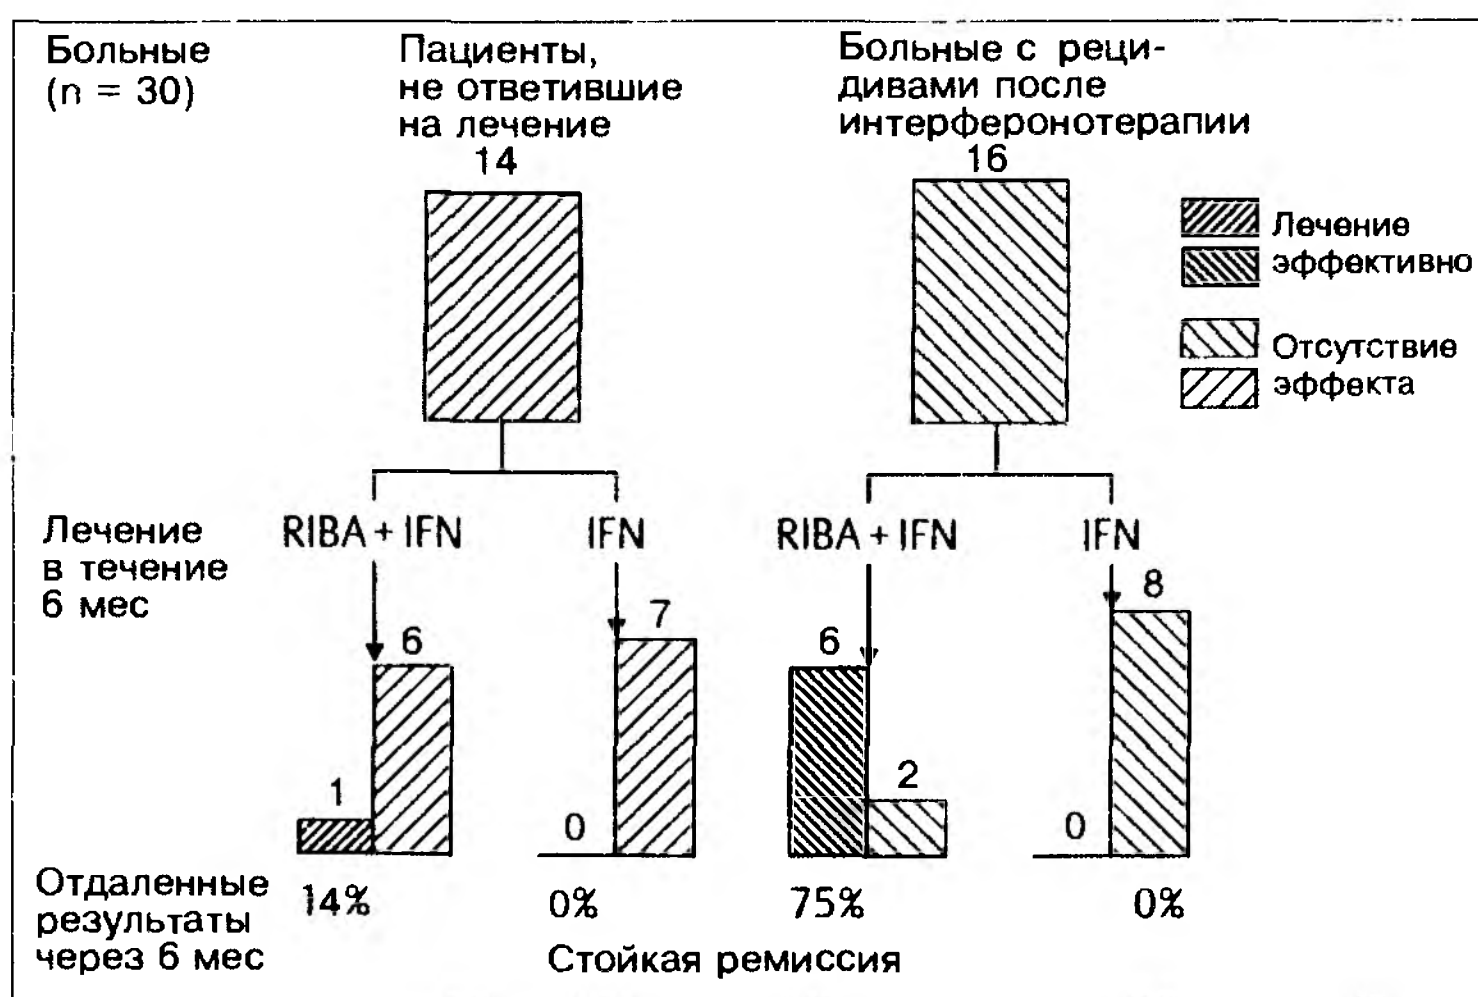 Больные
(n = 30)
Пациенты,
не ответившие
на лечение
14
Больные с реци-
дивами после
интерферонотерапии
16
Лечение
эффективно
Отсутствие
эффекта
Лечение
в течение
6 мес
RIBA + IFN
IFN
RIBA + IFN
IFN
1
6
0
7
6
2
0
8
Отдаленные
результаты
через 6 мес
14%
0%
75%
0%
Стойкая ремиссия